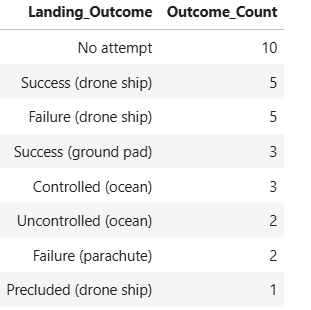 Landing_Outcome Outcome_Count
No attempt 10
Success (drone ship) 5
Failure (drone ship) 5
Success (ground pad) 3
Controlled (ocean) 3
Uncontrolled (ocean) 2
Failure (parachute) 2
Precluded (drone ship) 1